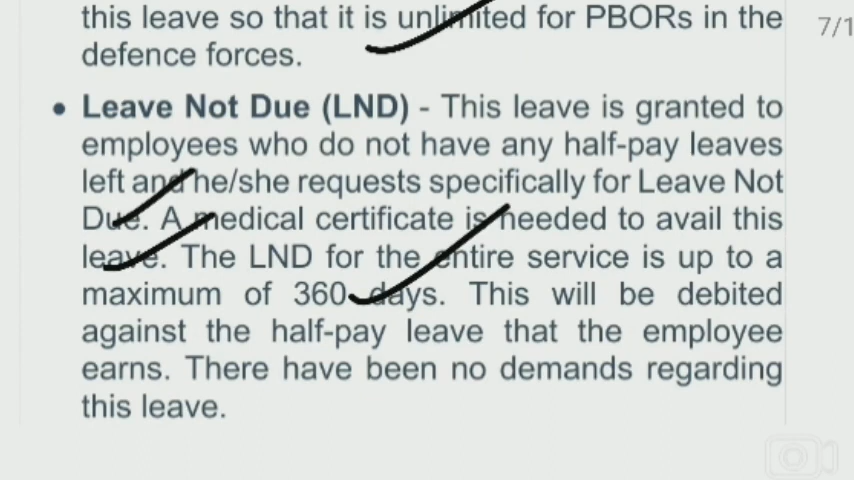 this leave so that it is unlimited for PBORs in the
7/1
defence forces.
• Leave Not Due (LND) - This leave is granted to
employees who do not have any half-pay leaves
left and he/she requests specifically for Leave Not
Due. A medical certificate is needed to avail this
leave. The LND for the entire service is up to a
maximum of 360 days. This will be debited
against the half-pay leave that the employee
earns. There have been no demands regarding
this leave.